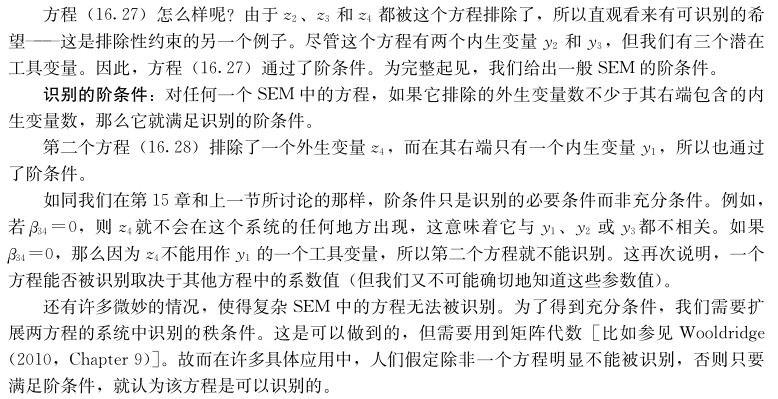 方程（16.27）怎么样呢？由于 z₂、z₃ 和 z₄ 都被这个方程排除了，所以直观看来有可识别的希
望——这是排除性约束的另一个例子。尽管这个方程有两个内生变量 y₂ 和 y₃，但我们有三个潜在
工具变量。因此，方程（16.27）通过了阶条件。为完整起见，我们给出一般 SEM 的阶条件。
识别的阶条件：对任何一个 SEM 中的方程，如果它排除的外生变量数不少于其右端包含的内
生变量数，那么它就满足识别的阶条件。
第二个方程（16.28）排除了一个外生变量 z₄，而在其右端只有一个内生变量 y₁，所以也通过
了阶条件。
如同我们在第 15 章和上一节所讨论的那样，阶条件只是识别的必要条件而非充分条件。例如，
若 β₃₄＝0，则 z₄ 就不会在这个系统的任何地方出现，这意味着它与 y₁、y₂ 或 y₃ 都不相关。如果
β₃₄＝0，那么因为 z₄ 不能用作 y₁ 的一个工具变量，所以第二个方程就不能识别。这再次说明，一个
方程能否被识别取决于其他方程中的系数值（但我们又不可能确切地知道这些参数值）。
还有许多微妙的情况，使得复杂 SEM 中的方程无法被识别。为了得到充分条件，我们需要扩
展两方程的系统中识别的秩条件。这是可以做到的，但需要用到矩阵代数［比如参见 Wooldridge
（2010，Chapter 9）］。故而在许多具体应用中，人们假定除非一个方程明显不能被识别，否则只要
满足阶条件，就认为该方程是可以识别的。